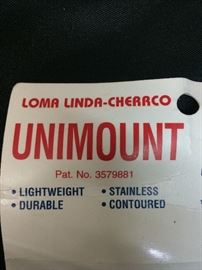 LOMA LINDA-CHERRCO
UNIMOUNT
Pat. No. 3579881
• LIGHTWEIGHT • STAINLESS
• DURABLE • CONTOURED